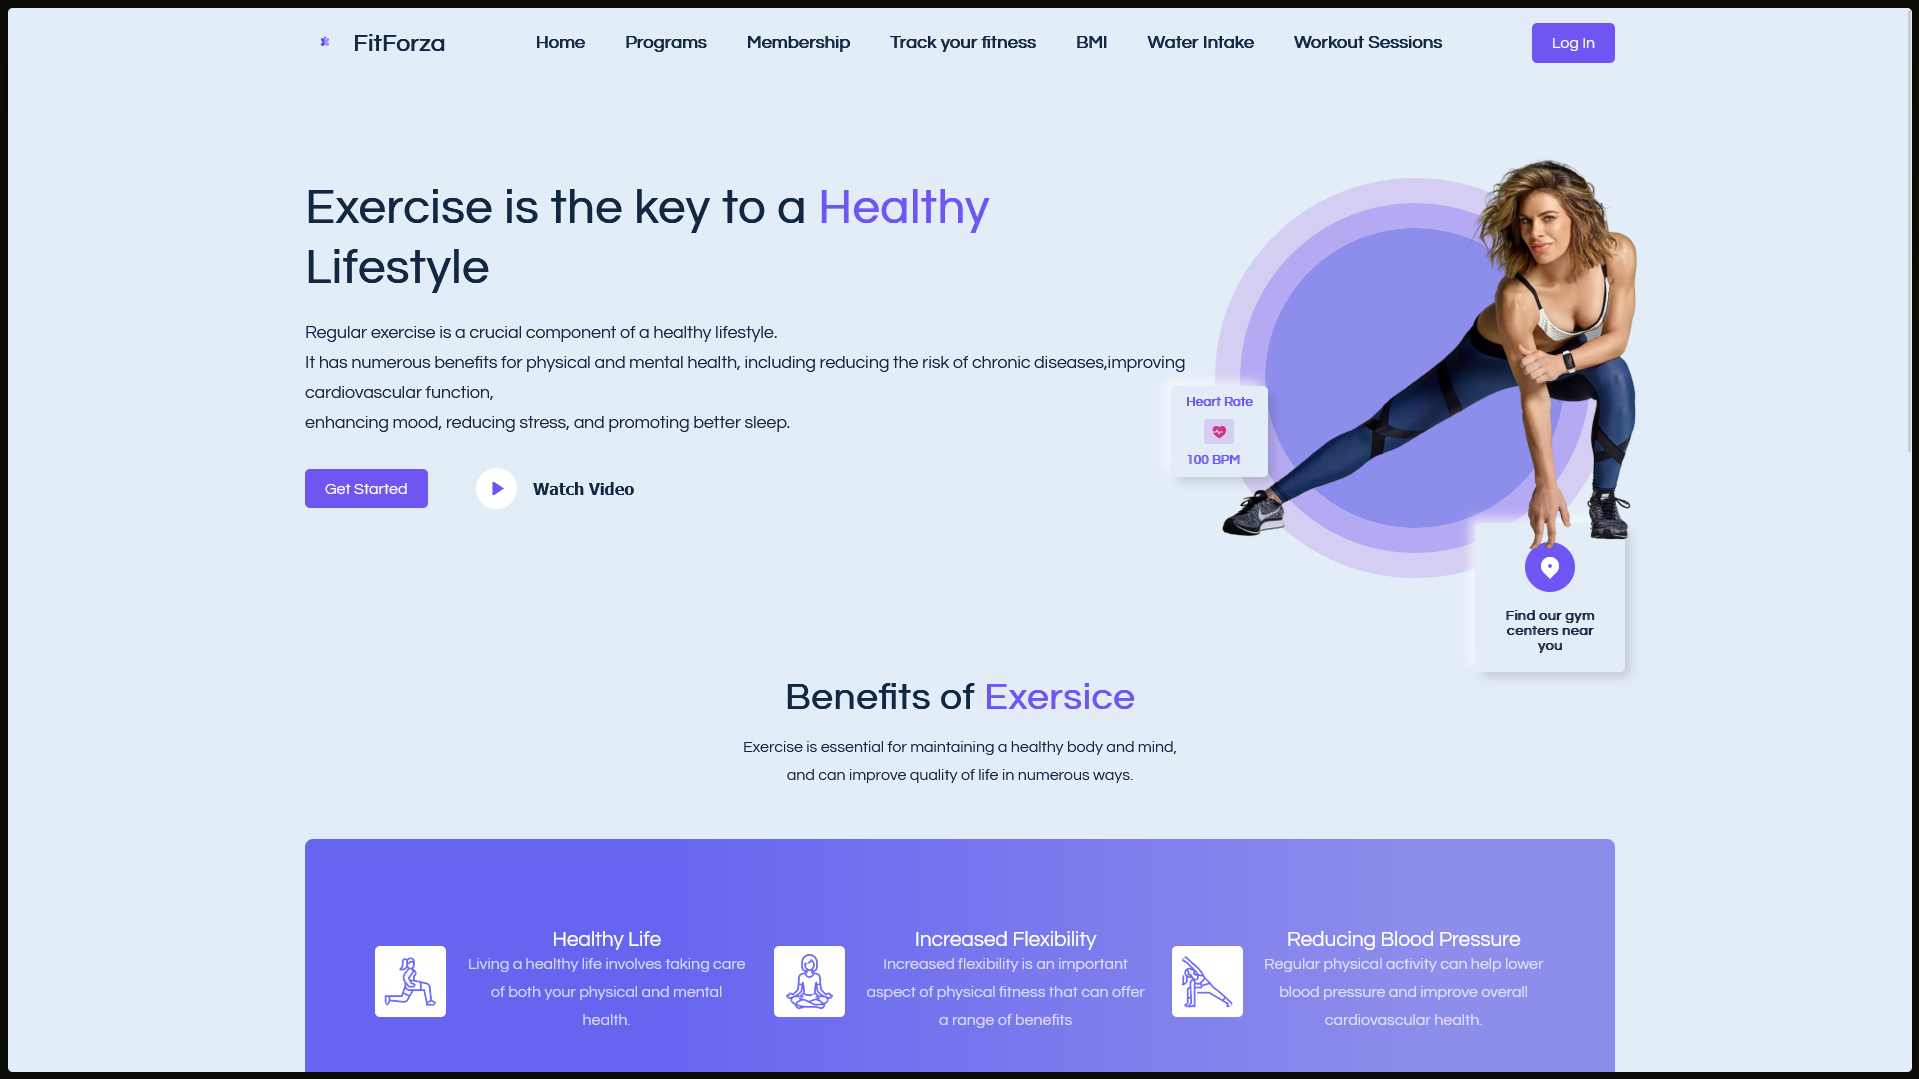 FitForza
Home
Programs
Membership
Track your fitness
BMI
Water Intake
Workout Sessions
Log In
Exercise is the key to a Healthy
Lifestyle
Regular exercise is a crucial component of a healthy lifestyle.
It has numerous benefits for physical and mental health, including reducing the risk of chronic diseases,improving
cardiovascular function,
enhancing mood, reducing stress, and promoting better sleep.
Get Started
Watch Video
Heart Rate
100 BPM
Find our gym
centers near
you
Benefits of Exersice
Exercise is essential for maintaining a healthy body and mind,
and can improve quality of life in numerous ways.
Healthy Life
Living a healthy life involves taking care
of both your physical and mental
health.
Increased Flexibility
Increased flexibility is an important
aspect of physical fitness that can offer
a range of benefits
Reducing Blood Pressure
Regular physical activity can help lower
blood pressure and improve overall
cardiovascular health.